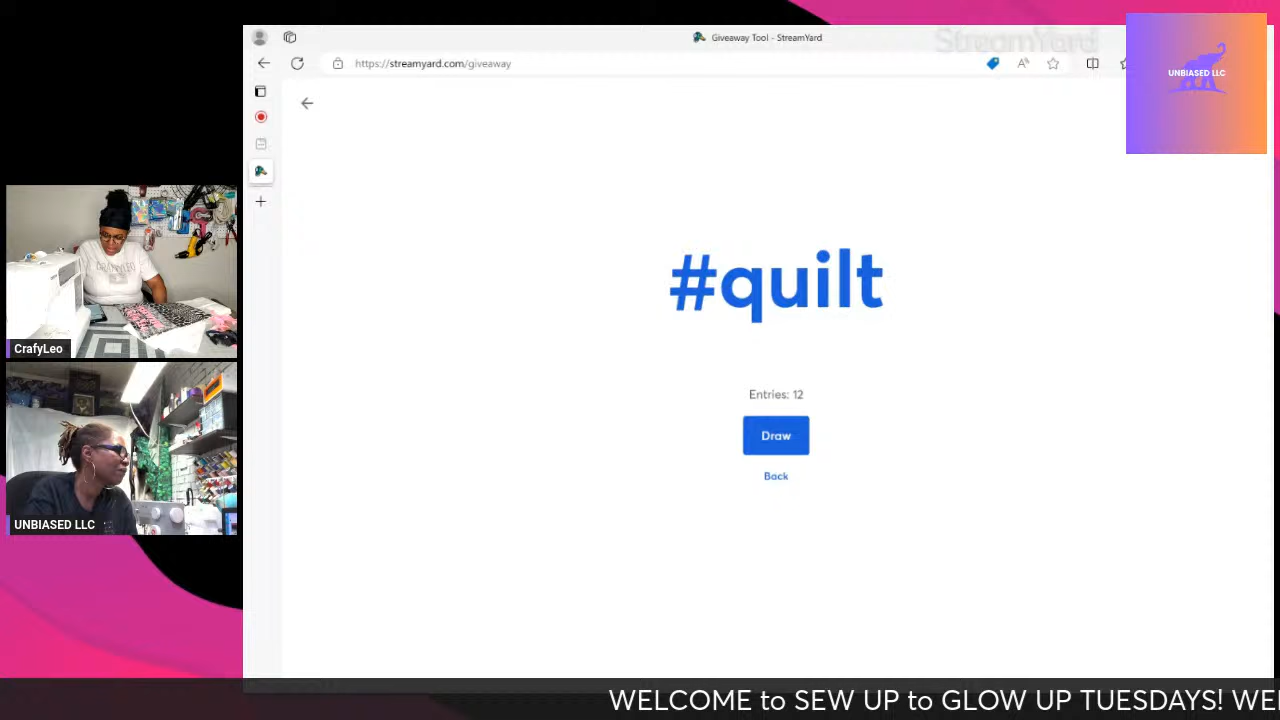 Giveaway Tool - StreamYard
StreamYard
https://streamyard.com/giveaway
UNBIASED LLC
#quilt
Entries: 12
Draw
Back
CrafyLeo
UNBIASED LLC
WELCOME to SEW UP to GLOW UP TUESDAYS! WE